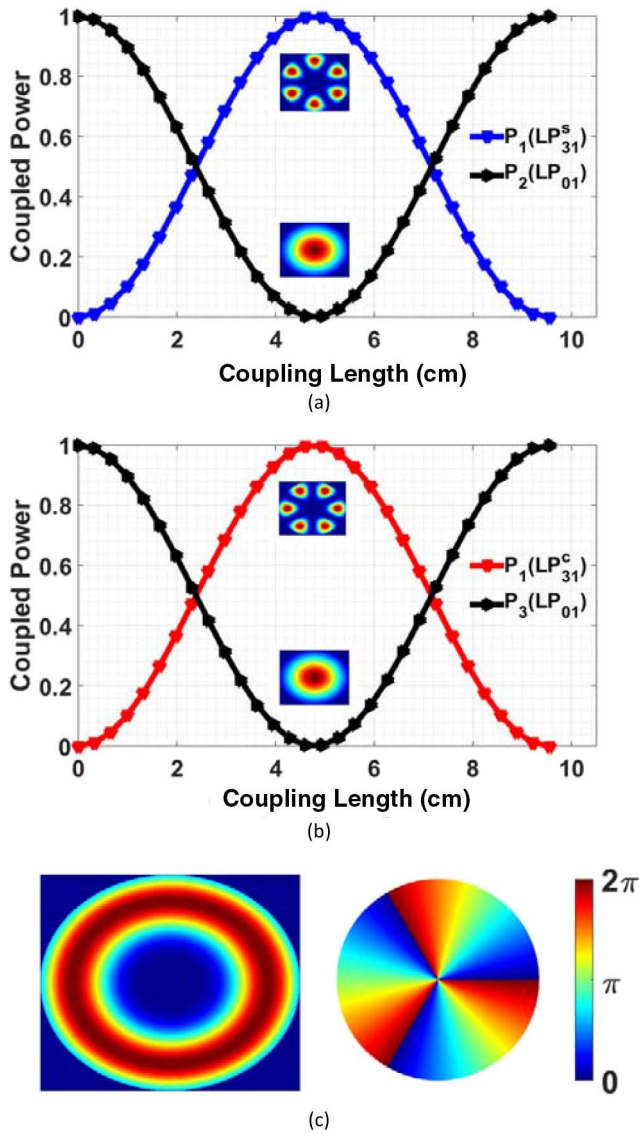 Coupled Power
1
0.8
0.6
0.4
0.2
0
P₁(LPˢ₃₁)
P₂(LP₀₁)
0 2 4 6 8 10
Coupling Length (cm)
(a)
Coupled Power
1
0.8
0.6
0.4
0.2
0
P₁(LPᶜ₃₁)
P₃(LP₀₁)
0 2 4 6 8 10
Coupling Length (cm)
(b)
2π
π
0
(c)